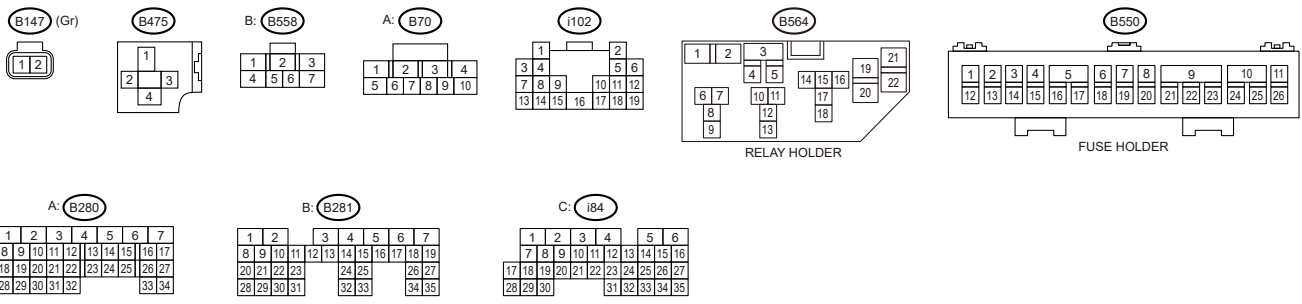 B147 (Gr)
B475
B: B558
A: B70
i102
B564
B550
1 2
1
2 3
4
1 2 3
4 5 6 7
1 2 3 4
5 6 7 8 9 10
1 2
3 4 5 6
7 8 9 10 11 12
13 14 15 16 17 18 19
1 2 3
4 5
6 7
8
9
10 11
12
13
14 15 16
17
18
19
20
21
22
RELAY HOLDER
1 2 3 4 5 6 7 8 9 10 11
12 13 14 15 16 17 18 19 20 21 22 23 24 25 26
FUSE HOLDER
A: B280
B: B281
C: i84
1 2 3 4 5 6 7
8 9 10 11 12 13 14 15 16 17
18 19 20 21 22 23 24 25 26 27
28 29 30 31 32 33 34
1 2 3 4 5 6 7
8 9 10 11 12 13 14 15 16 17 18 19
20 21 22 23 24 25 26 27
28 29 30 31 32 33 34 35
1 2 3 4 5 6
7 8 9 10 11 12 13 14 15 16
17 18 19 20 21 22 23 24 25 26 27
28 29 30 31 32 33 34 35